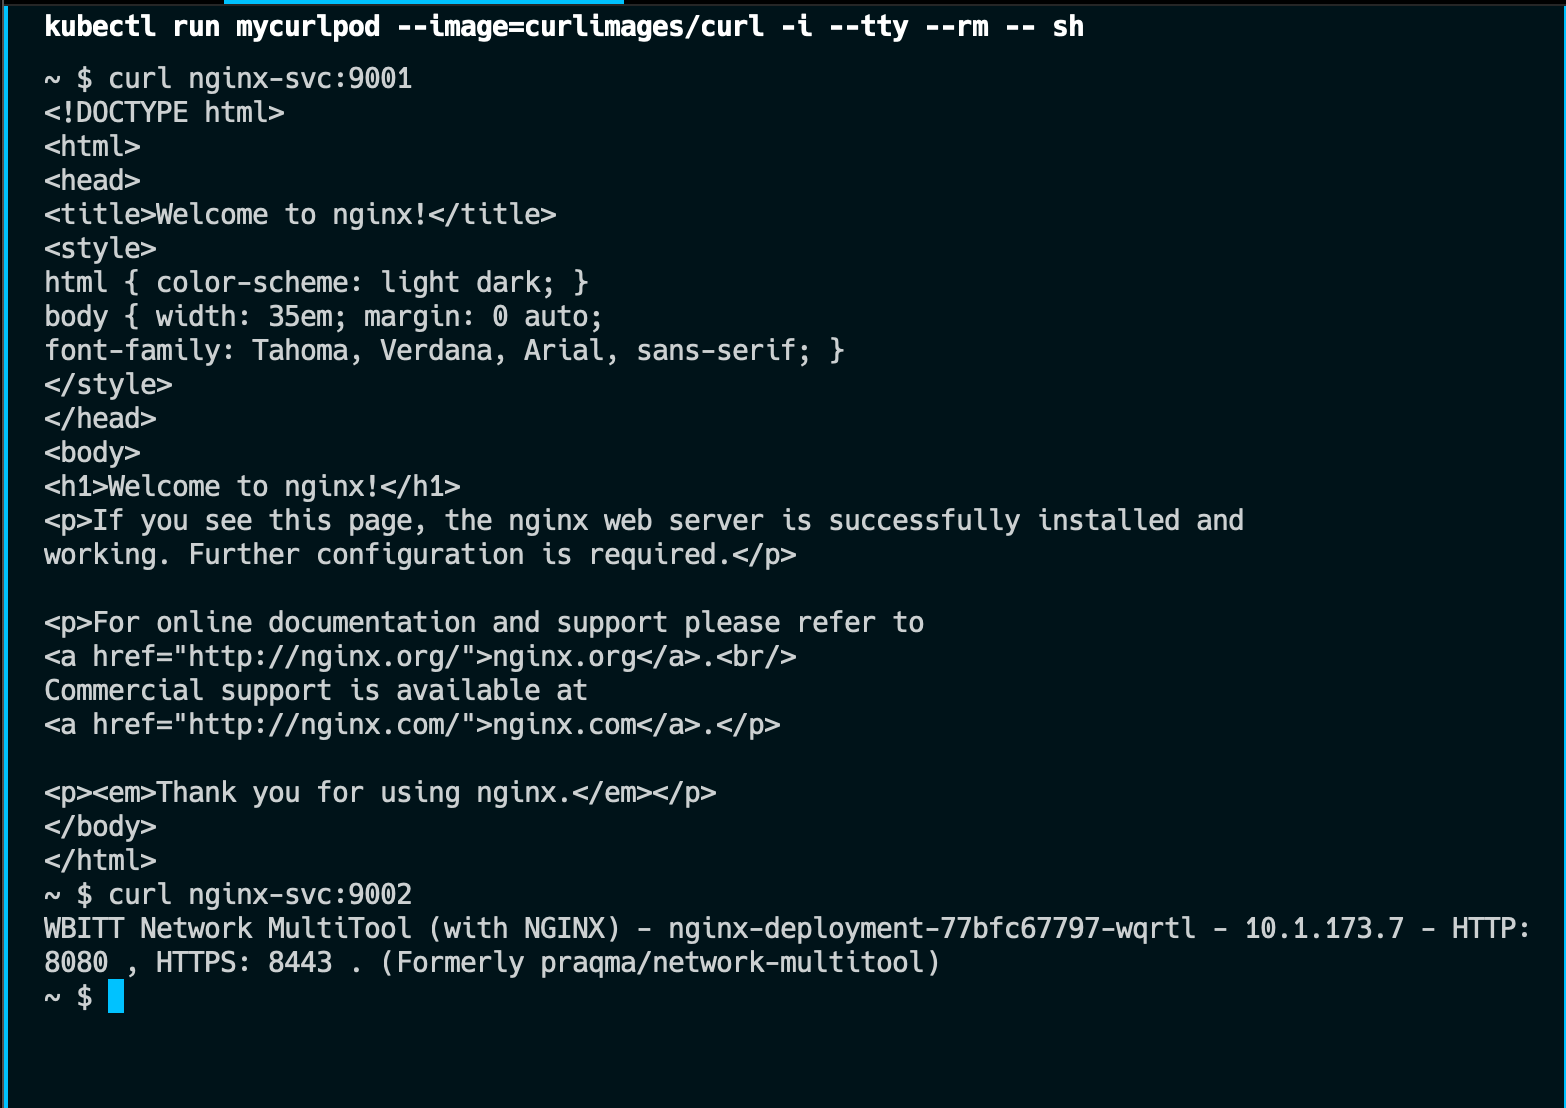 kubectl run mycurlpod --image=curlimages/curl -i --tty --rm -- sh
~ $ curl nginx-svc:9001
<!DOCTYPE html>
<html>
<head>
<title>Welcome to nginx!</title>
<style>
html { color-scheme: light dark; }
body { width: 35em; margin: 0 auto;
font-family: Tahoma, Verdana, Arial, sans-serif; }
</style>
</head>
<body>
<h1>Welcome to nginx!</h1>
<p>If you see this page, the nginx web server is successfully installed and
working. Further configuration is required.</p>

<p>For online documentation and support please refer to
<a href="http://nginx.org/">nginx.org</a>.<br/>
Commercial support is available at
<a href="http://nginx.com/">nginx.com</a>.</p>

<p><em>Thank you for using nginx.</em></p>
</body>
</html>
~ $ curl nginx-svc:9002
WBITT Network MultiTool (with NGINX) - nginx-deployment-77bfc67797-wqrtl - 10.1.173.7 - HTTP:
8080 , HTTPS: 8443 . (Formerly praqma/network-multitool)
~ $